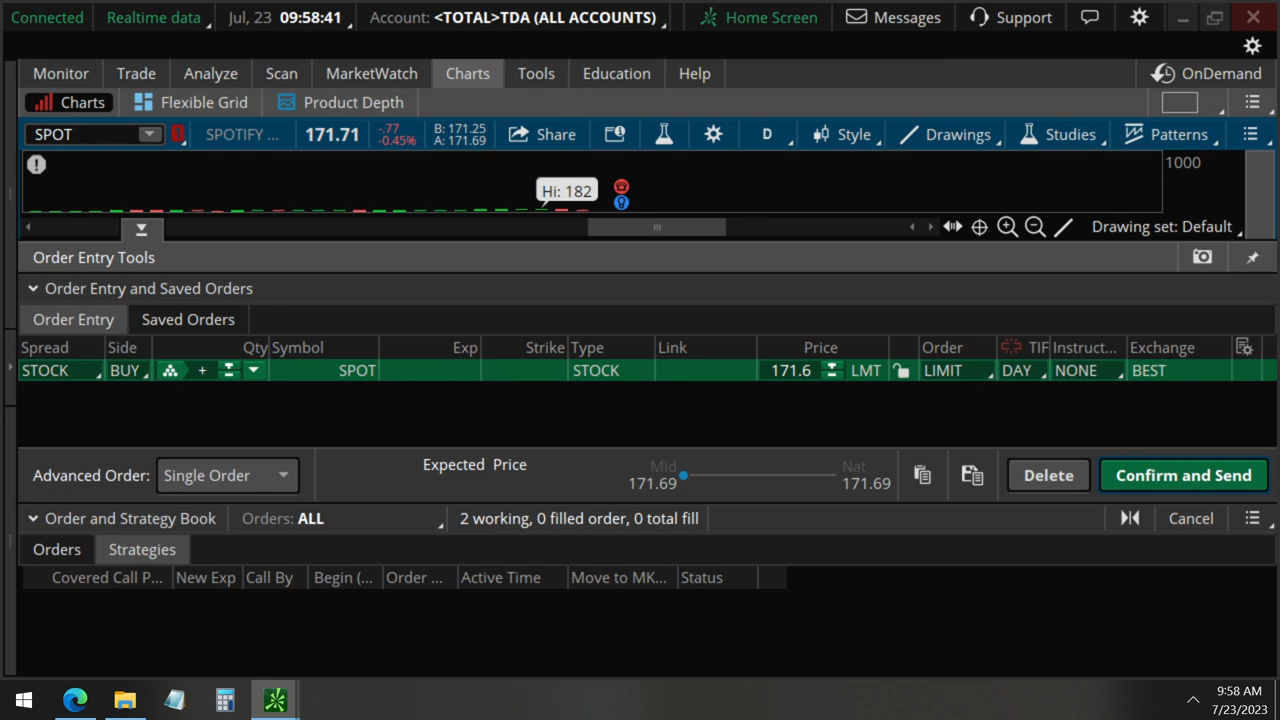 Connected Realtime data Jul, 23 09:58:41 Account: <TOTAL>TDA (ALL ACCOUNTS) Home Screen Messages Support
Monitor Trade Analyze Scan MarketWatch Charts Tools Education Help OnDemand
Charts Flexible Grid Product Depth
SPOT 1 SPOTIFY ... 171.71 -.77 -0.45% B: 171.25 A: 171.69 Share D Style Drawings Studies Patterns
1000
Hi: 182
Drawing set: Default
Order Entry Tools
Order Entry and Saved Orders
Order Entry Saved Orders
Spread Side Qty Symbol Exp Strike Type Link Price Order TIF Instruct... Exchange
STOCK BUY + SPOT STOCK 171.6 LMT LIMIT DAY NONE BEST
Advanced Order: Single Order Expected Price Mid 171.69 Nat 171.69 Delete Confirm and Send
Order and Strategy Book Orders: ALL 2 working, 0 filled order, 0 total fill Cancel
Orders Strategies
Covered Call P... New Exp Call By Begin (... Order ... Active Time Move to MK... Status
9:58 AM
7/23/2023